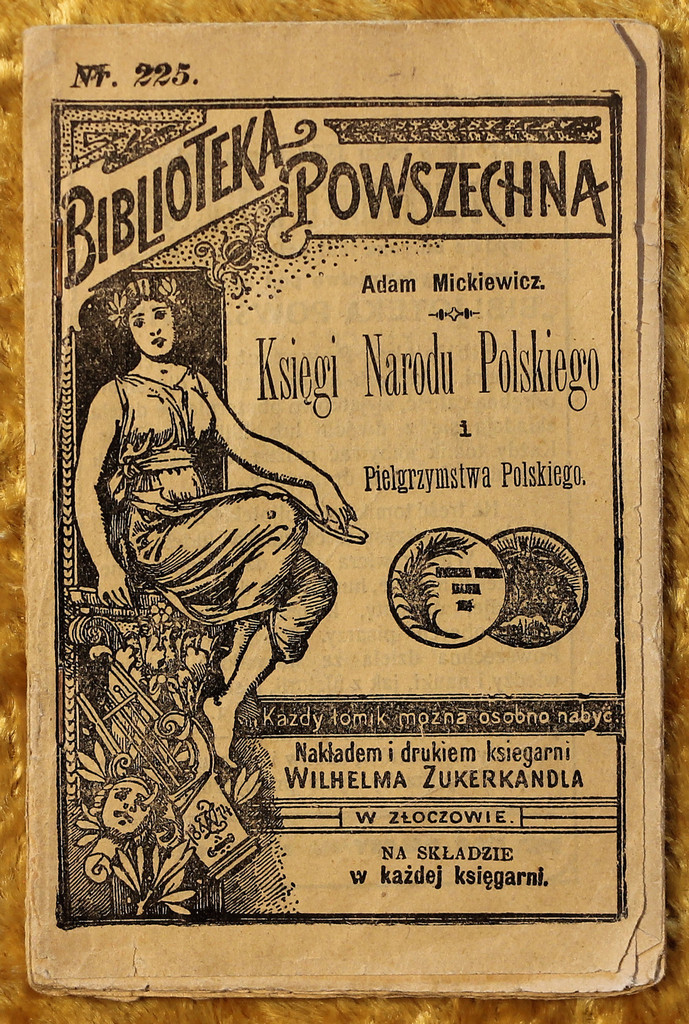 Nr. 225.
BIBLIOTEKA POWSZECHNA
Adam Mickiewicz.
Księgi Narodu Polskiego
i
Pielgrzymstwa Polskiego.
Każdy tomik można osobno nabyć.
Nakładem i drukiem księgarni
WILHELMA ZUKERKANDLA
W ZŁOCZOWIE.
NA SKŁADZIE
w każdej księgarni.